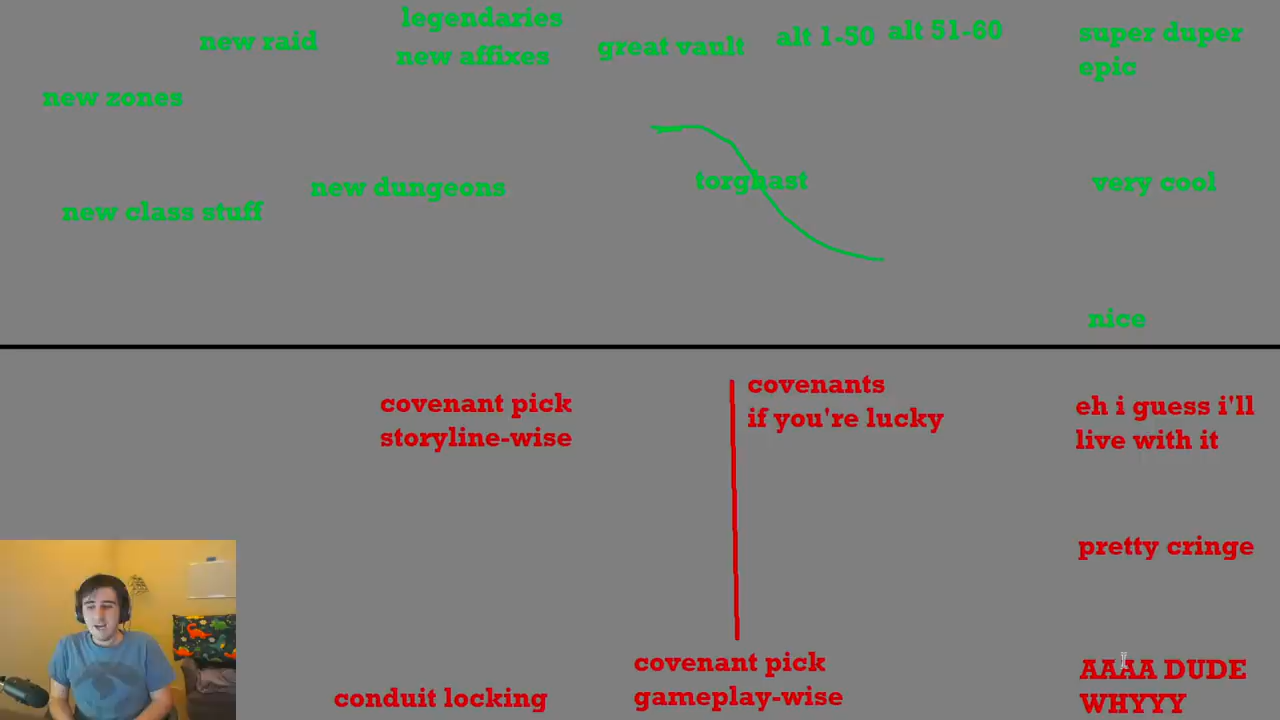 legendaries
new raid
new affixes
great vault
alt 1-50
alt 51-60
super duper
epic
new zones
torghast
very cool
new dungeons
new class stuff
nice
covenant pick
storyline-wise
covenants
if you're lucky
eh i guess i'll
live with it
pretty cringe
covenant pick
gameplay-wise
conduit locking
AAAA DUDE
WHYYY